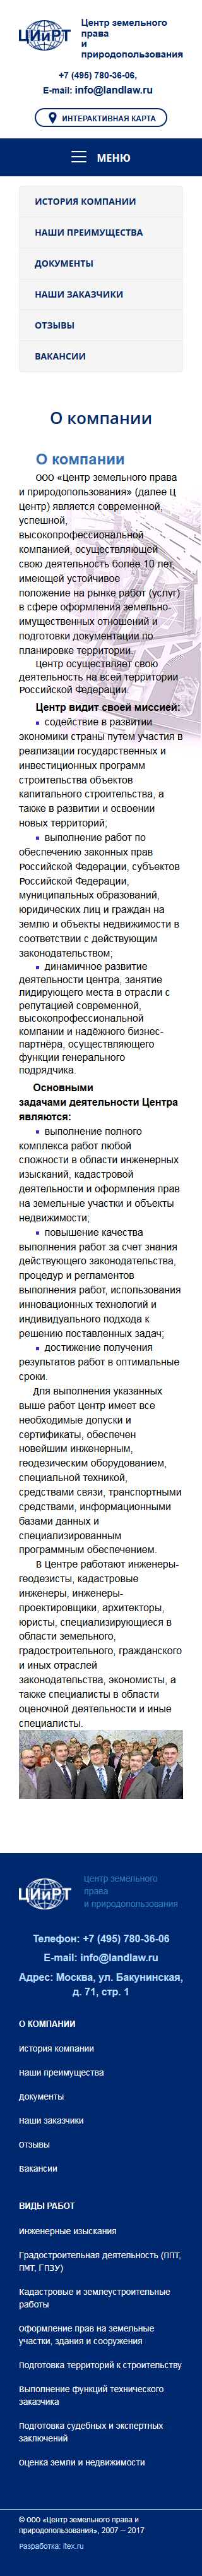 ЦИиРТ
Центр земельного
права
и
природопользования
+7 (495) 780-36-06,
E-mail: info@landlaw.ru
ИНТЕРАКТИВНАЯ КАРТА
МЕНЮ
ИСТОРИЯ КОМПАНИИ
НАШИ ПРЕИМУЩЕСТВА
ДОКУМЕНТЫ
НАШИ ЗАКАЗЧИКИ
ОТЗЫВЫ
ВАКАНСИИ
О компании
О компании
ООО «Центр земельного права
и природопользования» (далее Ц
Центр) является современной,
успешной,
высокопрофессиональной
компанией, осуществляющей
свою деятельность более 10 лет,
имеющей устойчивое
положение на рынке работ (услуг)
в сфере оформления земельно-
имущественных отношений и
подготовки документации по
планировке территории.
Центр осуществляет свою
деятельность на всей территории
Российской Федерации.
Центр видит своей миссией:
содействие в развитии
экономики страны путем участия в
реализации государственных и
инвестиционных программ
строительства объектов
капитального строительства, а
также в развитии и освоении
новых территорий;
выполнение работ по
обеспечению законных прав
Российской Федерации, субъектов
Российской Федерации,
муниципальных образований,
юридических лиц и граждан на
землю и объекты недвижимости в
соответствии с действующим
законодательством;
динамичное развитие
деятельности Центра, занятие
лидирующего места в отрасли с
репутацией современной,
высокопрофессиональной
компании и надёжного бизнес-
партнёра, осуществляющего
функции генерального
подрядчика.
Основными
задачами деятельности Центра
являются:
выполнение полного
комплекса работ любой
сложности в области инженерных
изысканий, кадастровой
деятельности и оформления прав
на земельные участки и объекты
недвижимости;
повышение качества
выполнения работ за счет знания
действующего законодательства,
процедур и регламентов
выполнения работ, использования
инновационных технологий и
индивидуального подхода к
решению поставленных задач;
достижение получения
результатов работ в оптимальные
сроки.
Для выполнения указанных
выше работ Центр имеет все
необходимые допуски и
сертификаты, обеспечен
новейшим инженерным,
геодезическим оборудованием,
специальной техникой,
средствами связи, транспортными
средствами, информационными
базами данных и
специализированным
программным обеспечением.
В Центре работают инженеры-
геодезисты, кадастровые
инженеры, инженеры-
проектировщики, архитекторы,
юристы, специализирующиеся в
области земельного,
градостроительного, гражданского
и иных отраслей
законодательства, экономисты, а
также специалисты в области
оценочной деятельности и иные
специалисты.
ЦИиРТ
Центр земельного
права
и природопользования
Телефон: +7 (495) 780-36-06
E-mail: info@landlaw.ru
Адрес: Москва, ул. Бакунинская,
д. 71, стр. 1
О КОМПАНИИ
История компании
Наши преимущества
Документы
Наши заказчики
Отзывы
Вакансии
ВИДЫ РАБОТ
Инженерные изыскания
Градостроительная деятельность (ППТ,
ПМТ, ГПЗУ)
Кадастровые и землеустроительные
работы
Оформление прав на земельные
участки, здания и сооружения
Подготовка территорий к строительству
Выполнение функций технического
заказчика
Подготовка судебных и экспертных
заключений
Оценка земли и недвижимости
© ООО «Центр земельного права и
природопользования», 2007 — 2017
Разработка: itex.ru